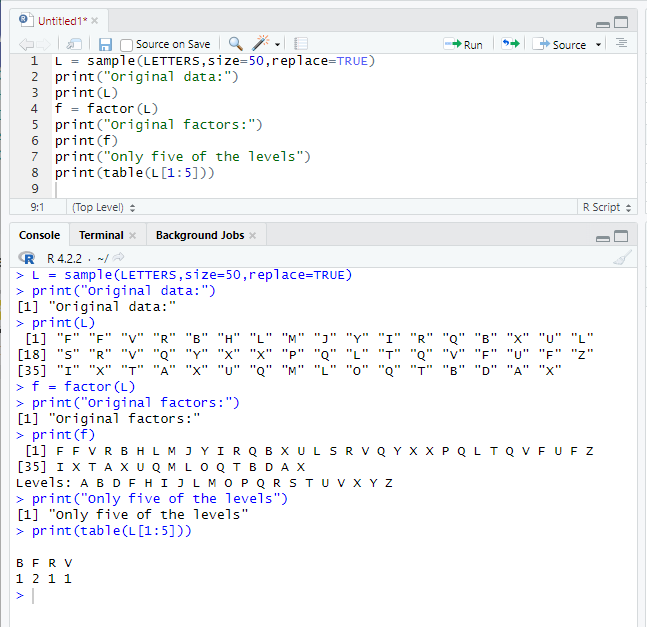 Untitled1*
Source on Save
Run
Source
1 L = sample(LETTERS,size=50,replace=TRUE)
2 print("Original data:")
3 print(L)
4 f = factor(L)
5 print("Original factors:")
6 print(f)
7 print("Only five of the levels")
8 print(table(L[1:5]))
9
9:1 (Top Level) R Script
Console Terminal Background Jobs
R R 4.2.2 · ~/
> L = sample(LETTERS,size=50,replace=TRUE)
> print("Original data:")
[1] "Original data:"
> print(L)
[1] "F" "F" "V" "R" "B" "H" "L" "M" "J" "Y" "I" "R" "Q" "B" "X" "U" "L"
[18] "S" "R" "V" "Q" "Y" "X" "X" "P" "Q" "L" "T" "Q" "V" "F" "U" "F" "Z"
[35] "I" "X" "T" "A" "X" "U" "Q" "M" "L" "O" "Q" "T" "B" "D" "A" "X"
> f = factor(L)
> print("Original factors:")
[1] "Original factors:"
> print(f)
[1] F F V R B H L M J Y I R Q B X U L S R V Q Y X X P Q L T Q V F U F Z
[35] I X T A X U Q M L O Q T B D A X
Levels: A B D F H I J L M O P Q R S T U V X Y Z
> print("Only five of the levels")
[1] "Only five of the levels"
> print(table(L[1:5]))
B F R V
1 2 1 1
>